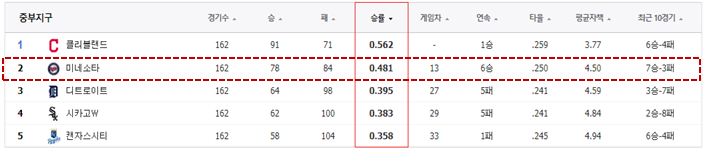 중부지구 경기수 승 패 승률 게임차 연속 타율 평균자책 최근 10경기
1 클리블랜드 162 91 71 0.562 - 1승 .259 3.77 6승-4패
2 미네소타 162 78 84 0.481 13 6승 .250 4.50 7승-3패
3 디트로이트 162 64 98 0.395 27 5패 .241 4.59 3승-7패
4 시카고W 162 62 100 0.383 29 5패 .241 4.84 2승-8패
5 캔자스시티 162 58 104 0.358 33 1패 .245 4.94 6승-4패